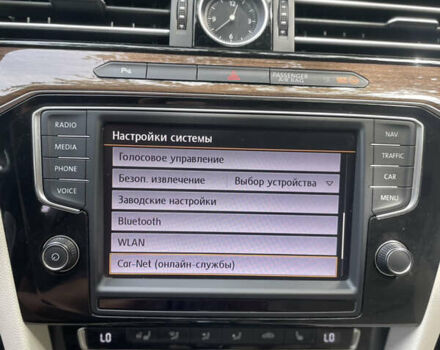 P
PASSENGER
AIR BAG
RADIO
MEDIA
PHONE
VOICE
Настройки системы
Голосовое управление
Безоп. извлечение Выбор устройства
Заводские настройки
Bluetooth
WLAN
Car-Net (онлайн-службы)
NAV
TRAFFIC
CAR
MENU
LO
LO